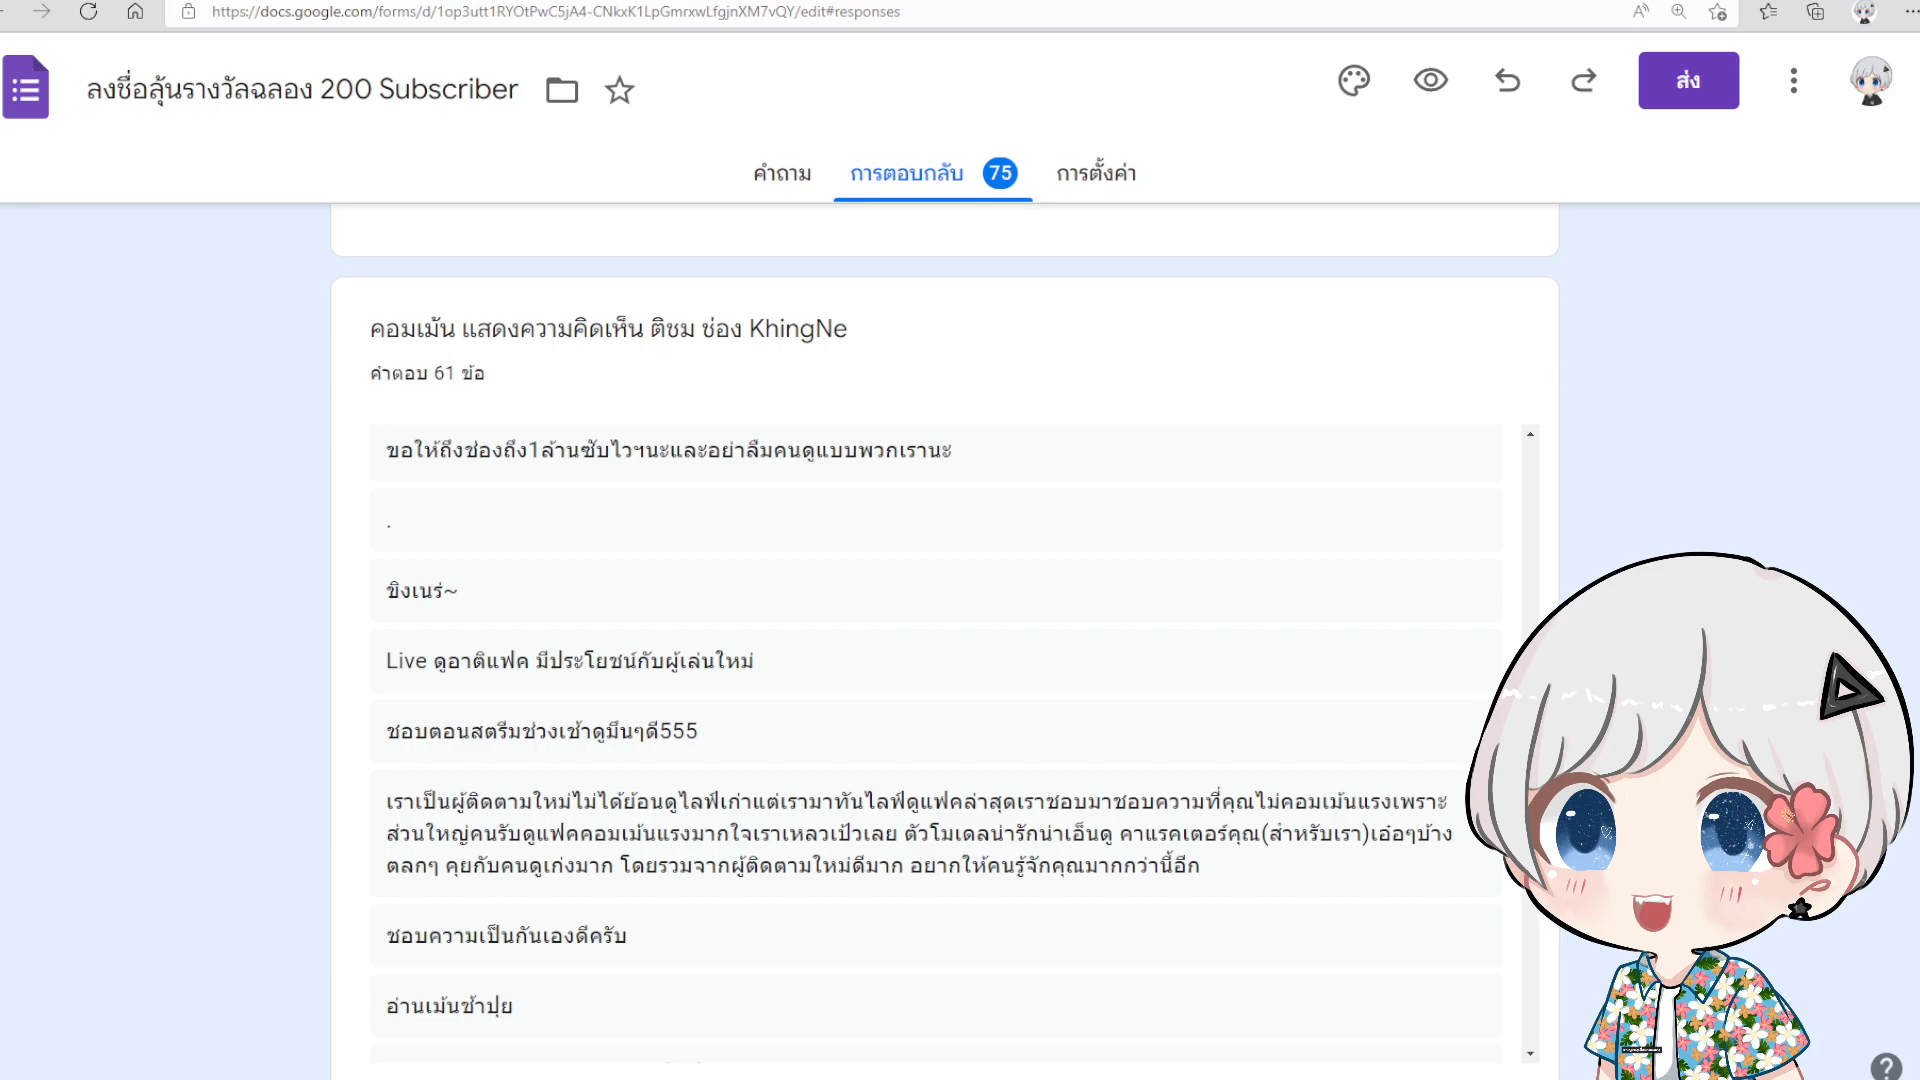 https://docs.google.com/forms/d/1op3utt1RYOtPwC5jA4-CNkxK1LpGmrxwLfgjnXM7vQY/edit#responses
ลงชื่อลุ้นรางวัลฉลอง 200 Subscriber
ส่ง
คำถาม การตอบกลับ 75 การตั้งค่า
คอมเม้น แสดงความคิดเห็น ติชม ช่อง KhingNe
คำตอบ 61 ข้อ
ขอให้ถึงช่องถึง1ล้านซับไวฯนะและอย่าลืมคนดูแบบพวกเรานะ
.
ขิงเนร่~
Live ดูอาติแฟค มีประโยชน์กับผู้เล่นใหม่
ชอบตอนสตรีมช่วงเช้าดูมึนๆดี555
เราเป็นผู้ติดตามใหม่ไม่ได้ย้อนดูไลฟ์เก่าแต่เรามาทันไลฟ์ดูแฟคล่าสุดเราชอบมาชอบความที่คุณไม่คอมเม้นแรงเพราะ
ส่วนใหญ่คนรับดูแฟคคอมเม้นแรงมากใจเราเหลวเป้วเลย ตัวโมเดลน่ารักน่าเอ็นดู คาแรคเตอร์คุณ(สำหรับเรา)เอ๋อๆบ้าง
ตลกๆ คุยกับคนดูเก่งมาก โดยรวมจากผู้ติดตามใหม่ดีมาก อยากให้คนรู้จักคุณมากกว่านี้อีก
ชอบความเป็นกันเองดีครับ
อ่านเม้นช้าปุย